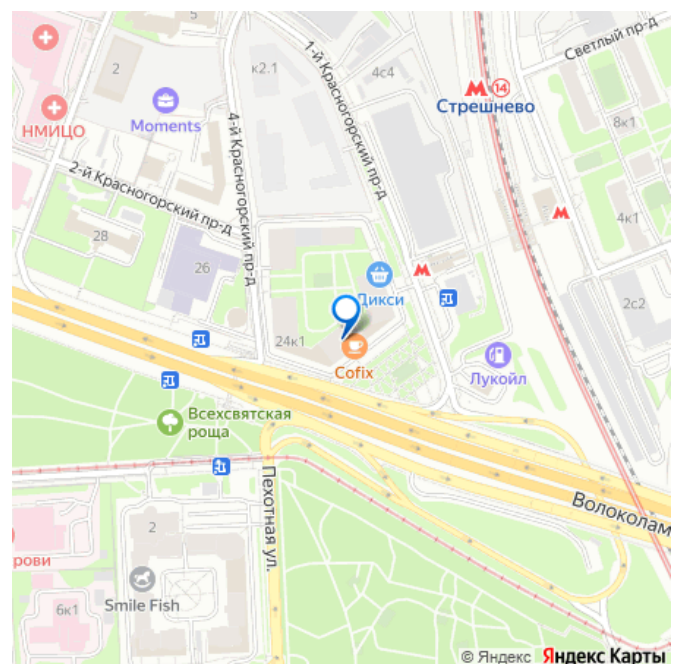 5
2
к2.1
4с4
14
Стрешнево
Светлый пр-д
НМИЦО
Moments
4-й Красногорский пр-д
1-й Красногорский пр-д
8к1
2-й Красногорский пр-д
28
26
4к1
Дикси
2с2
24к1
Cofix
Лукойл
Всехсвятская
роща
Пехотная ул.
Волоколам
рови
2
Smile Fish
6к1
© Яндекс Яндекс Карты